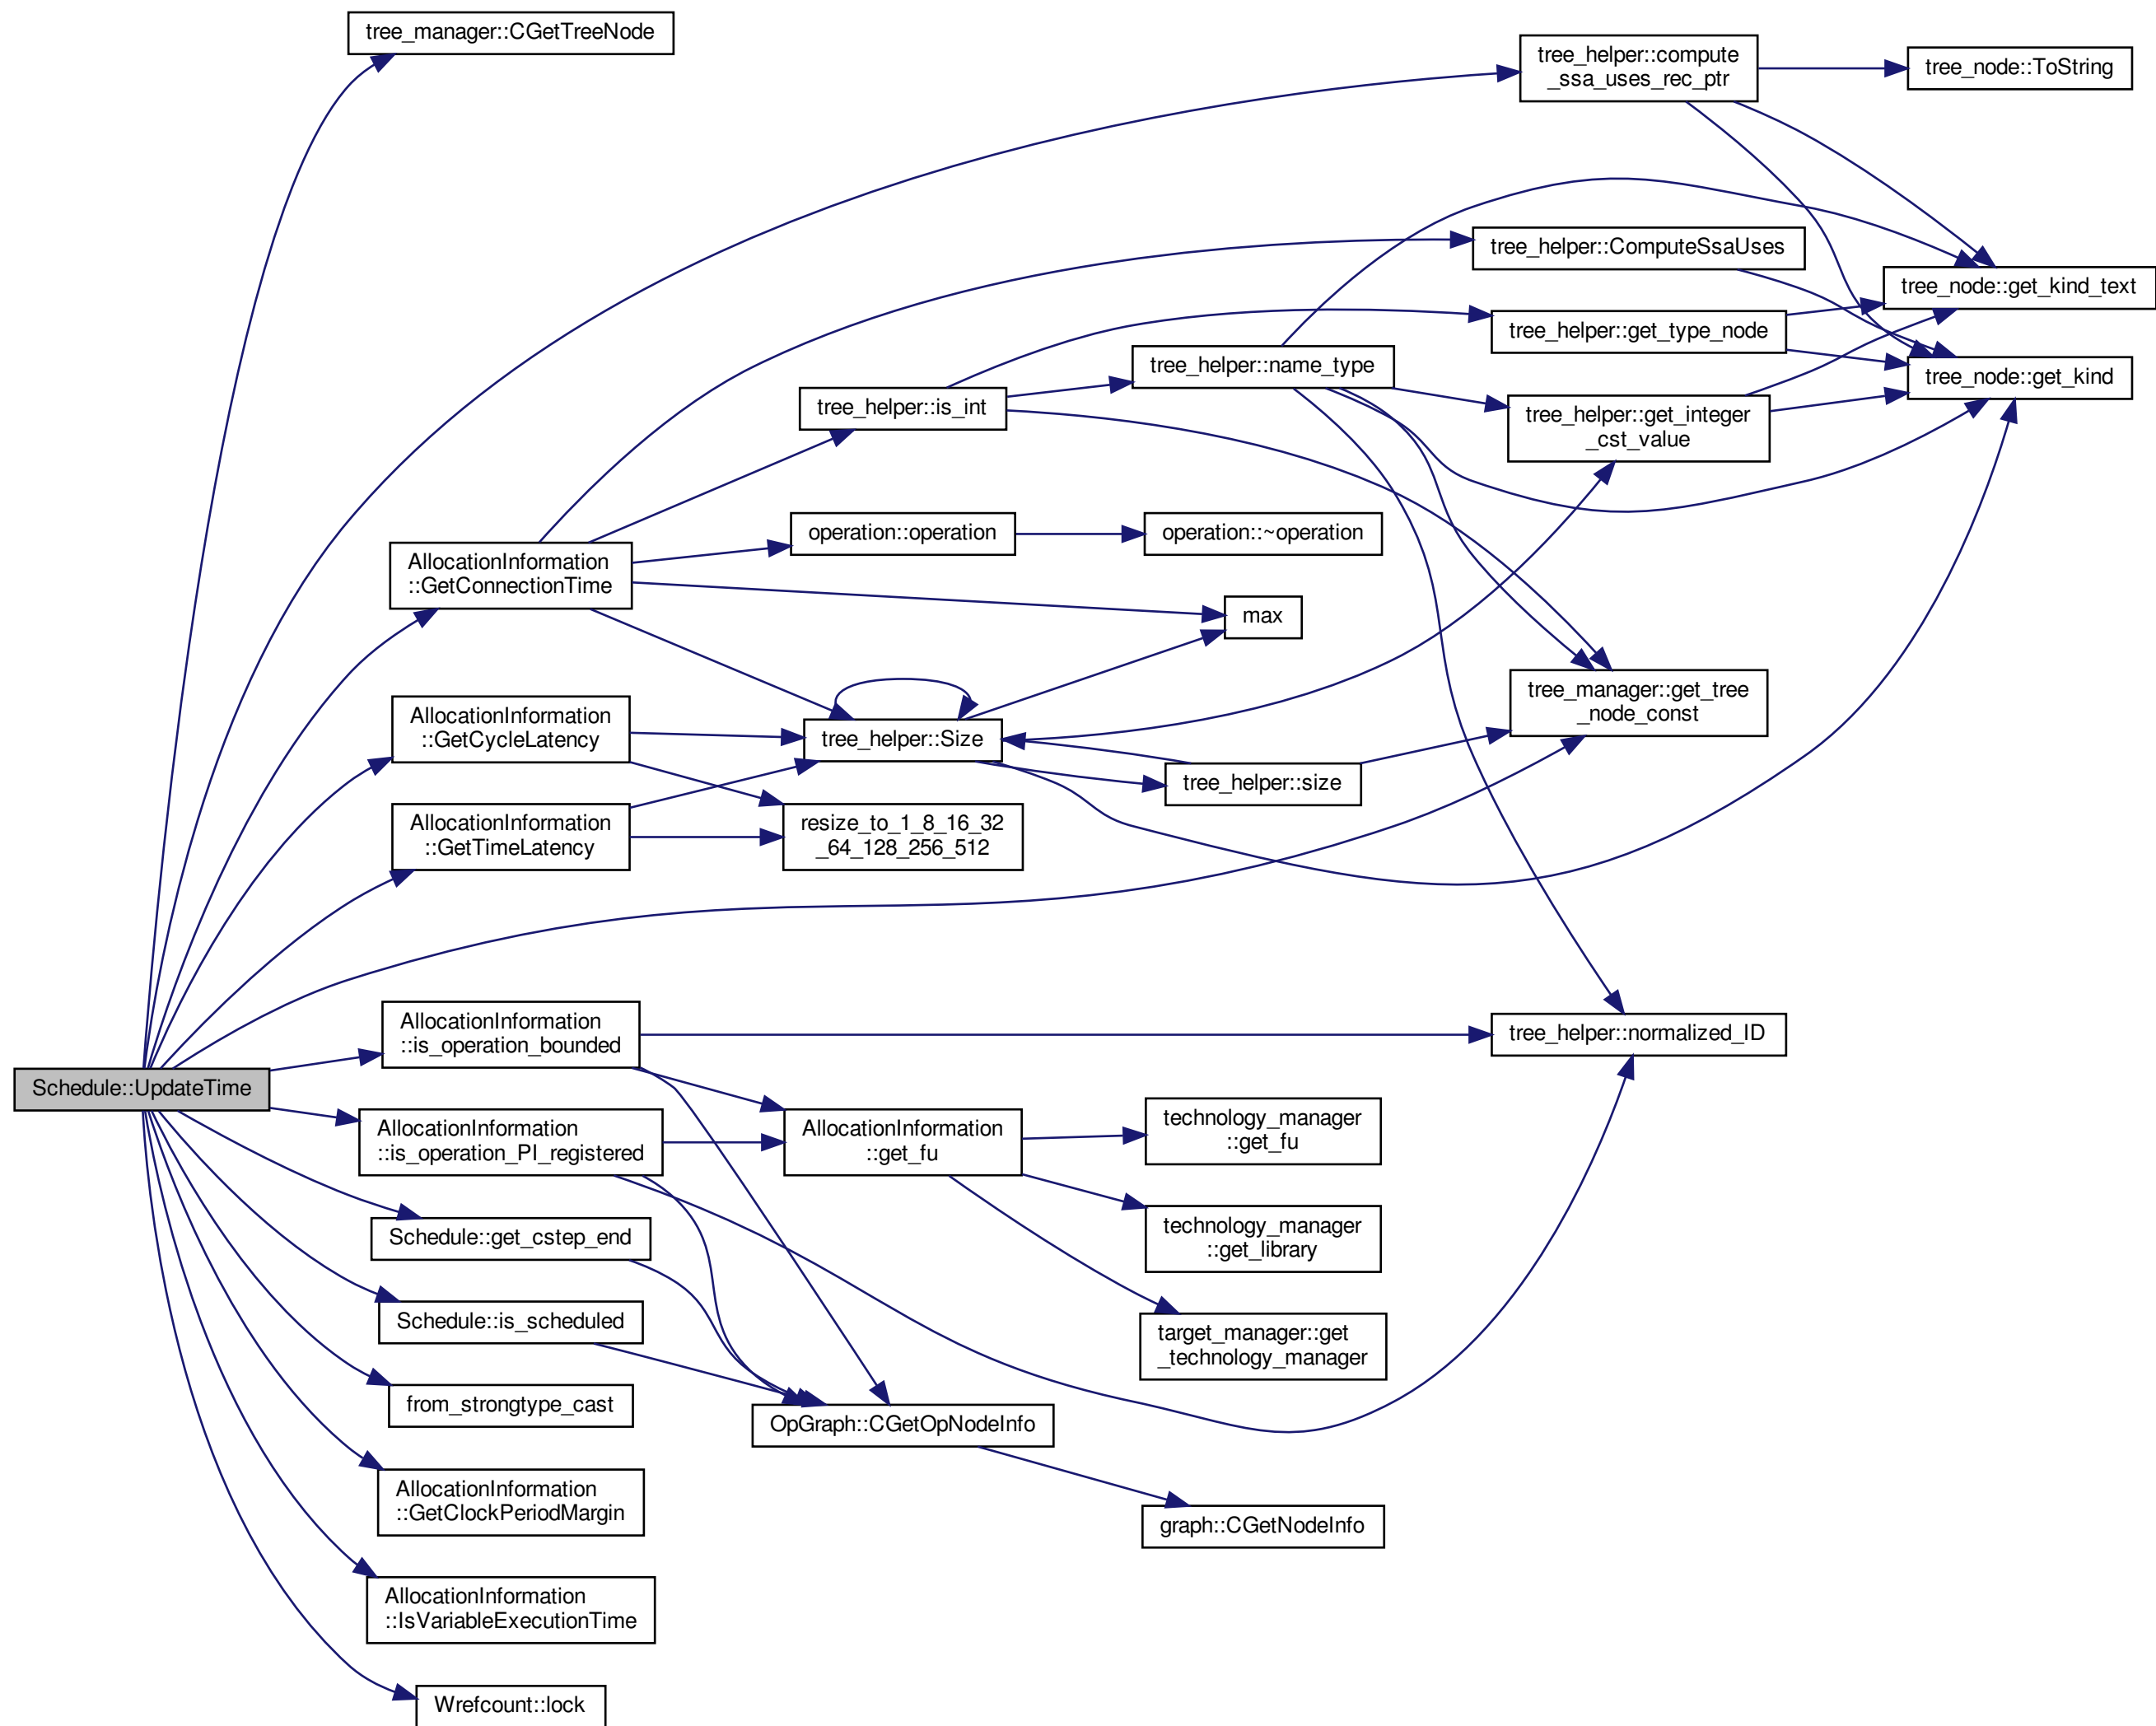 tree_manager::CGetTreeNode
tree_helper::compute
_ssa_uses_rec_ptr
tree_node::ToString
tree_helper::ComputeSsaUses
tree_node::get_kind_text
tree_helper::get_type_node
tree_helper::name_type
tree_node::get_kind
tree_helper::is_int
tree_helper::get_integer
_cst_value
operation::operation
operation::~operation
AllocationInformation
::GetConnectionTime
max
tree_manager::get_tree
_node_const
AllocationInformation
::GetCycleLatency
tree_helper::Size
tree_helper::size
AllocationInformation
::GetTimeLatency
resize_to_1_8_16_32
_64_128_256_512
AllocationInformation
::is_operation_bounded
tree_helper::normalized_ID
Schedule::UpdateTime
AllocationInformation
::is_operation_PI_registered
AllocationInformation
::get_fu
technology_manager
::get_fu
Schedule::get_cstep_end
technology_manager
::get_library
Schedule::is_scheduled
target_manager::get
_technology_manager
from_strongtype_cast
OpGraph::CGetOpNodeInfo
AllocationInformation
::GetClockPeriodMargin
graph::CGetNodeInfo
AllocationInformation
::IsVariableExecutionTime
Wrefcount::lock